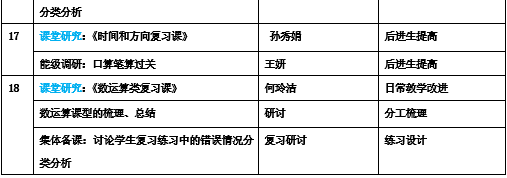 分类分析
17 课堂研究：《时间和方向复习课》 孙秀娟 后进生提高
能级调研：口算笔算过关 王妍 后进生提高
18 课堂研究：《数运算类复习课》 何玲洁 日常教学改进
数运算课型的梳理、总结 研讨 分工梳理
集体备课：讨论学生复习练习中的错误情况分 复习研讨 练习设计
类分析